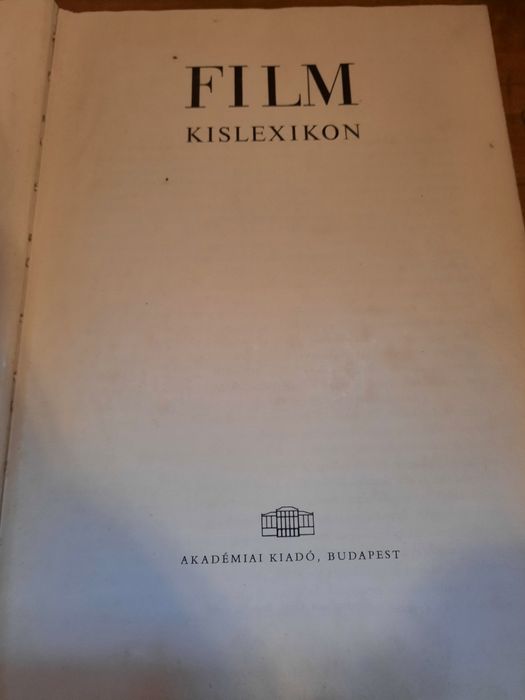 FILM
KISLEXIKON
AKADÉMIAI KIADÓ, BUDAPEST